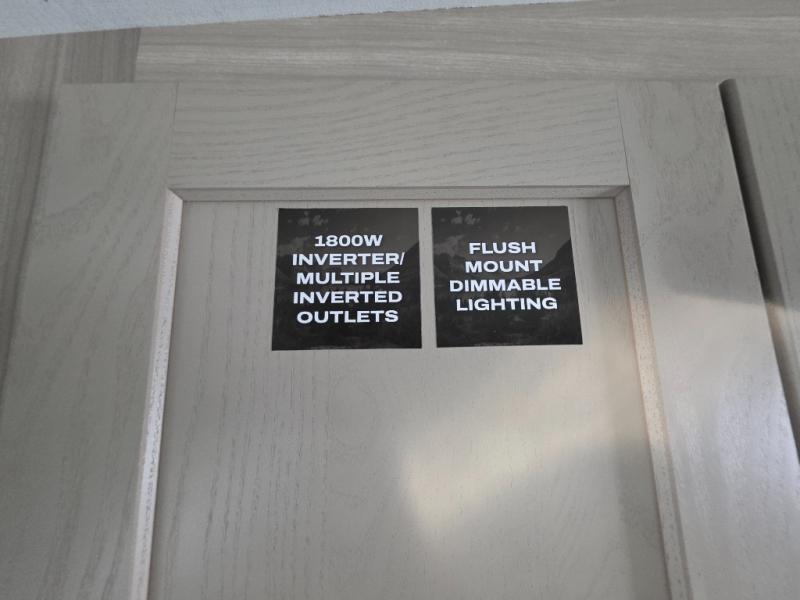 1800W
INVERTER/
MULTIPLE
INVERTED
OUTLETS
FLUSH
MOUNT
DIMMABLE
LIGHTING